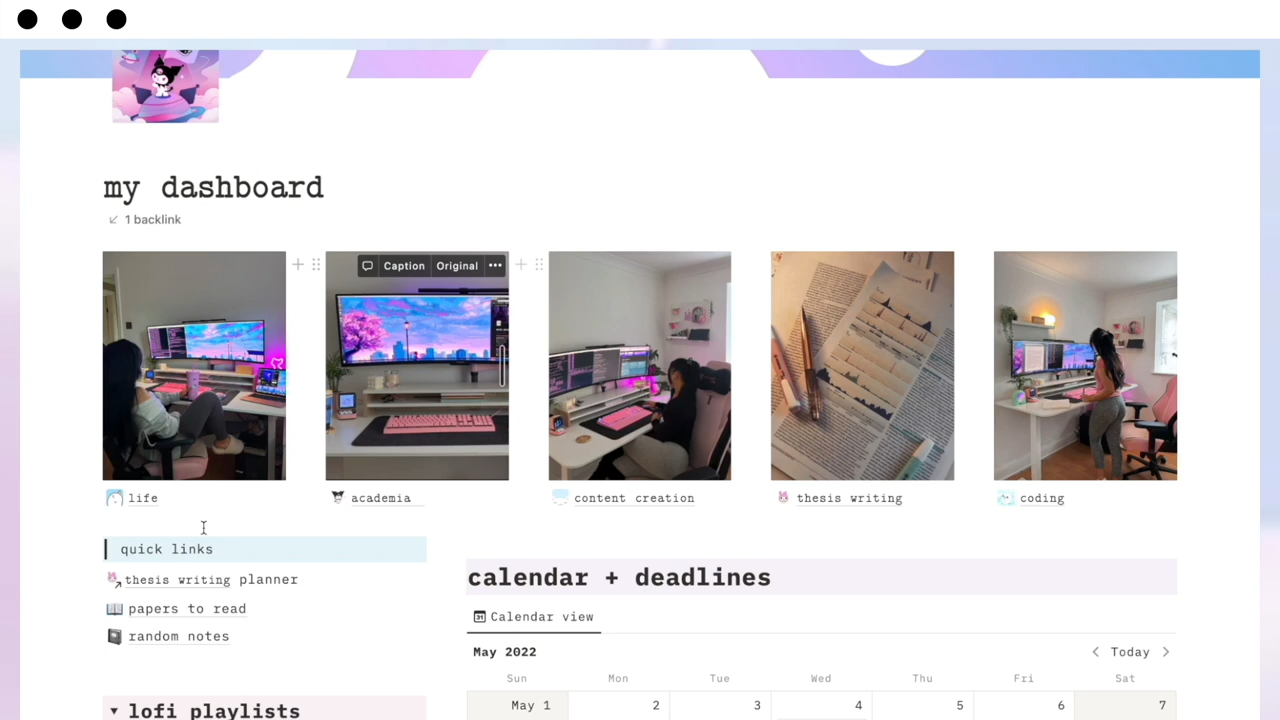 my dashboard
1 backlink
Caption Original
life
academia
content creation
thesis writing
coding
quick links
thesis writing planner
papers to read
random notes
lofi playlists
calendar + deadlines
31 Calendar view
May 2022
Today
Sun Mon Tue Wed Thu Fri Sat
May 1 2 3 4 5 6 7